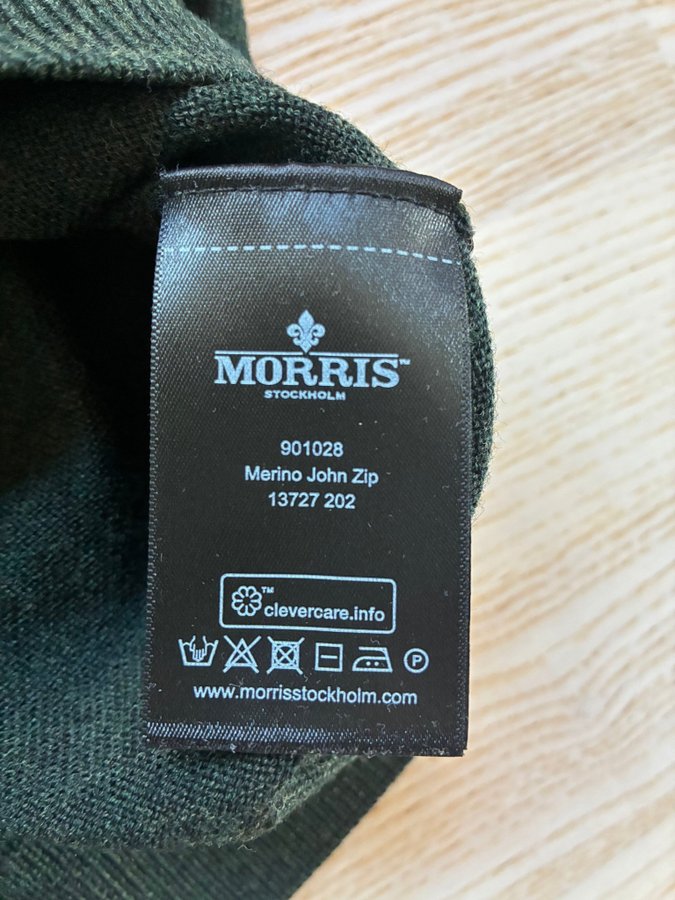 MORRIS™
STOCKHOLM
901028
Merino John Zip
13727 202
™ clevercare.info
P
www.morrisstockholm.com